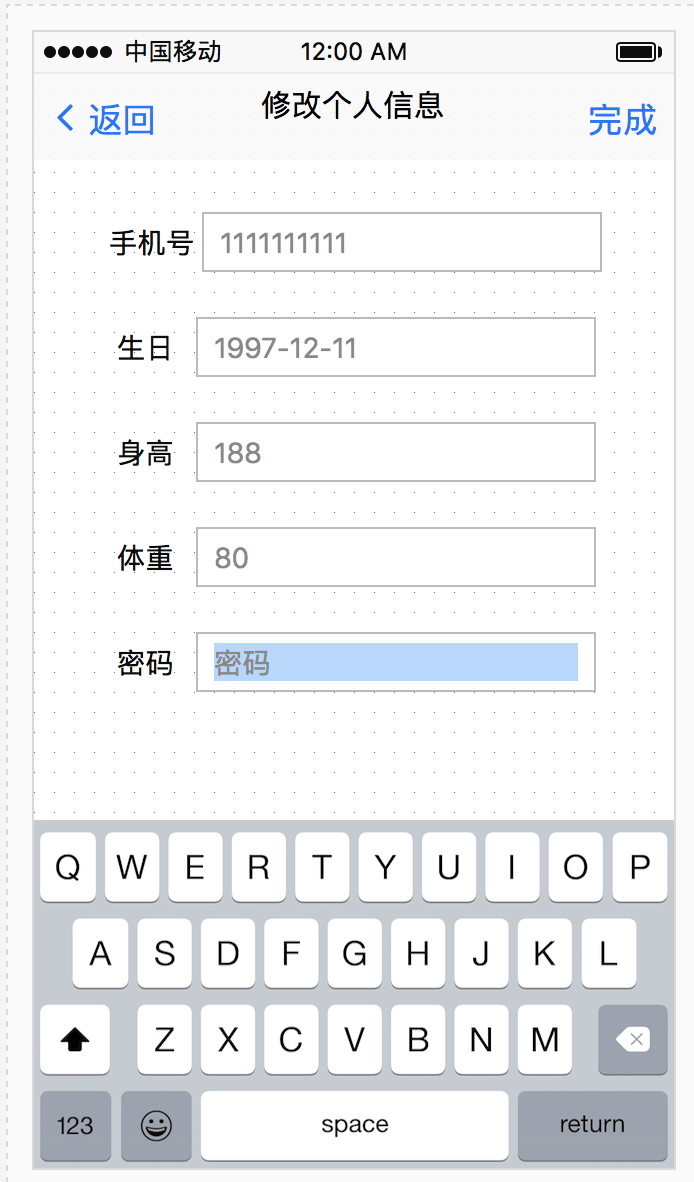 中国移动 12:00 AM
返回 修改个人信息 完成
手机号 1111111111
生日 1997-12-11
身高 188
体重 80
密码 密码
Q W E R T Y U I O P
A S D F G H J K L
Z X C V B N M
123 space return